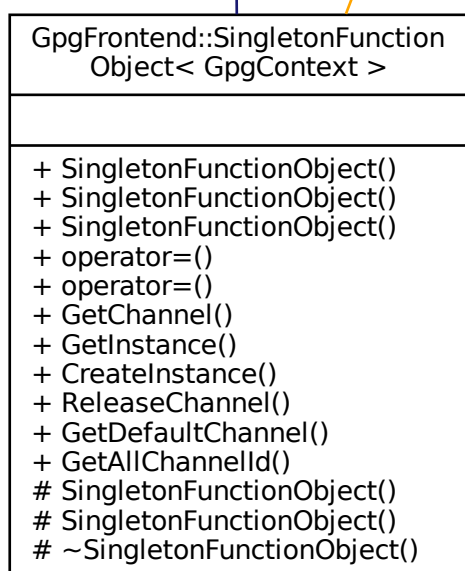 GpgFrontend::SingletonFunction
Object< GpgContext >
+ SingletonFunctionObject()
+ SingletonFunctionObject()
+ SingletonFunctionObject()
+ operator=()
+ operator=()
+ GetChannel()
+ GetInstance()
+ CreateInstance()
+ ReleaseChannel()
+ GetDefaultChannel()
+ GetAllChannelId()
# SingletonFunctionObject()
# SingletonFunctionObject()
# ~SingletonFunctionObject()